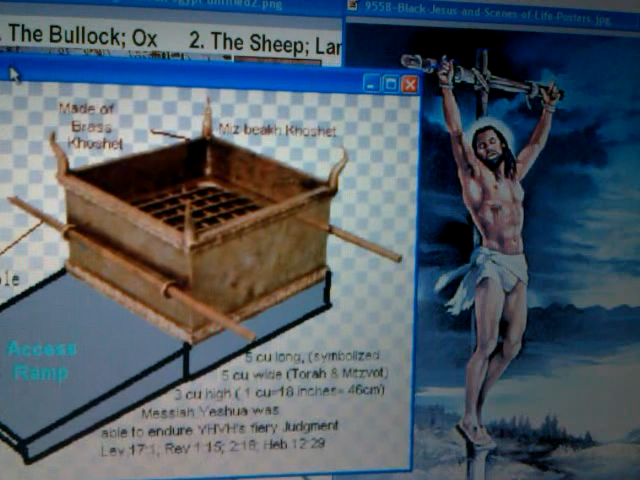 egypt untitled2.png
9558-Black-Jesus-and-Scenes of Life-Posters.jpg
The Bullock; Ox 2. The Sheep;
Made of
Brass
Khoshet
Miz beakh Khoshet
Access
Ramp
5 cu long, (symbolized
5 cu wide (Torah & Mitzvot)
3 cu high ( 1 cu=18 inches= 46cm)
Messiah Yeshua was
able to endure YHVH's fiery Judgment
Lev 17:1; Rev 1:15; 2:18; Heb 12:29